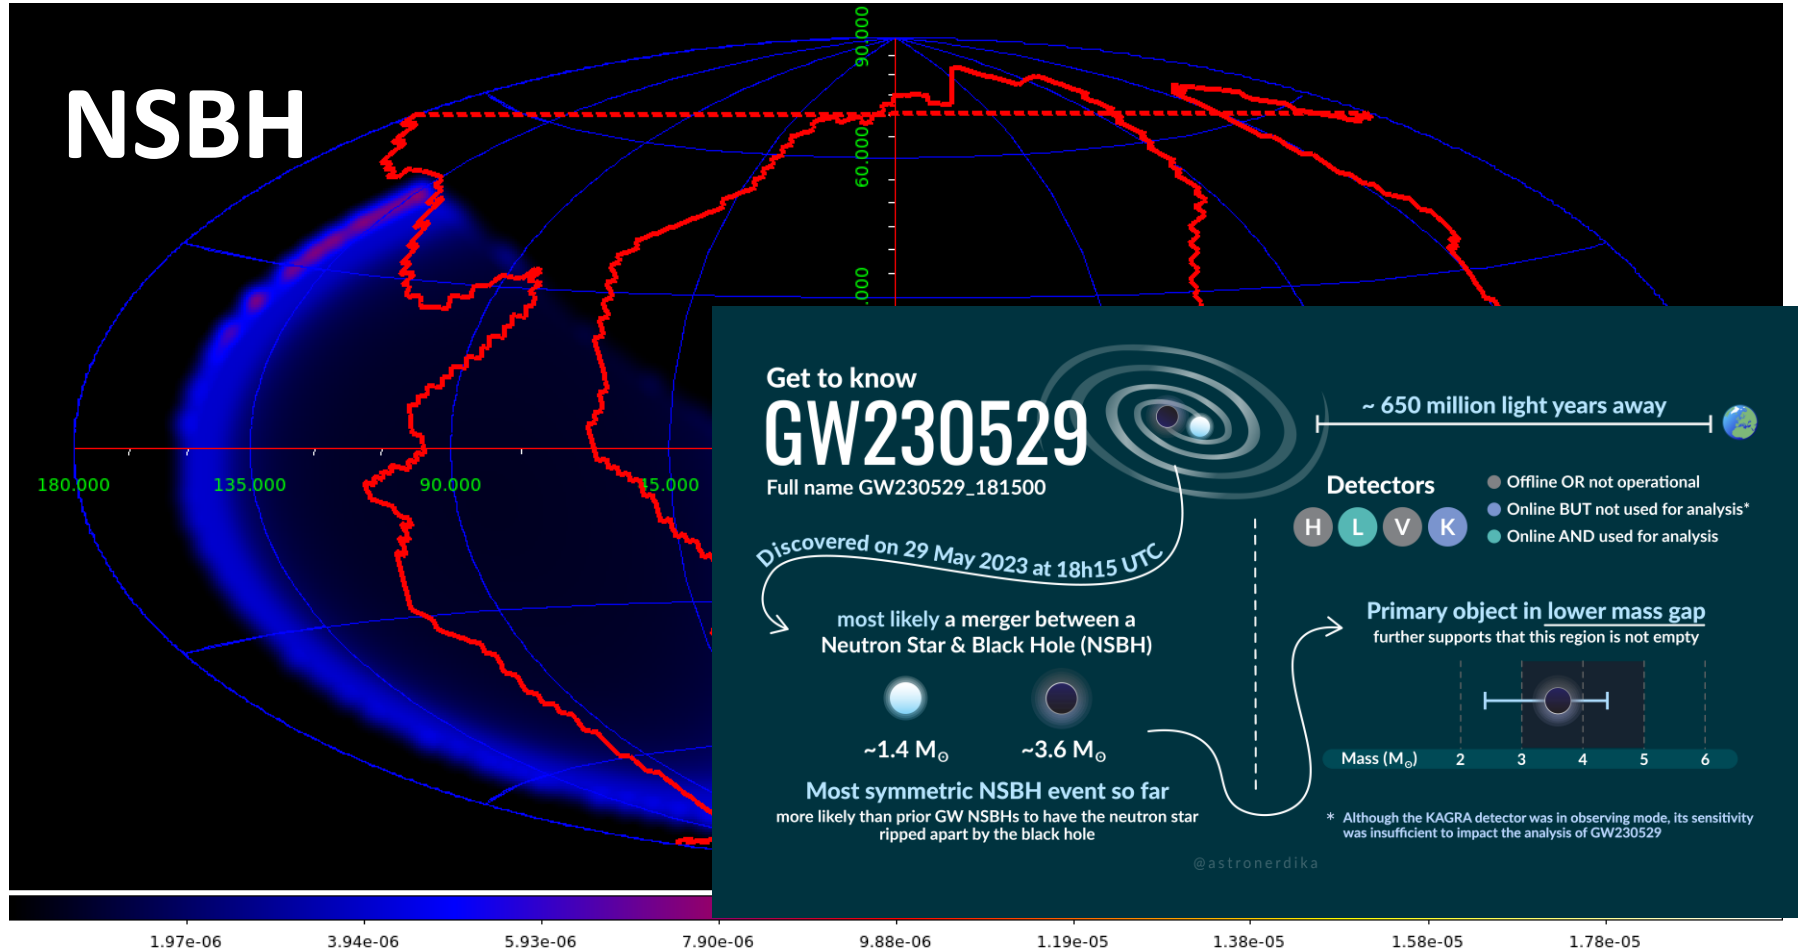 NSBH
90.000
60.000
.000
180.000
135.000
90.000
45.000
Get to know
GW230529
Full name GW230529_181500
Discovered on 29 May 2023 at 18h15 UTC
most likely a merger between a
Neutron Star & Black Hole (NSBH)
~1.4 M☉
~3.6 M☉
Most symmetric NSBH event so far
more likely than prior GW NSBHs to have the neutron star
ripped apart by the black hole
~ 650 million light years away
Detectors
H L V K
Offline OR not operational
Online BUT not used for analysis*
Online AND used for analysis
Primary object in lower mass gap
further supports that this region is not empty
Mass (M☉) 2 3 4 5 6
* Although the KAGRA detector was in observing mode, its sensitivity
was insufficient to impact the analysis of GW230529
@astronerdika
1.97e-06 3.94e-06 5.93e-06 7.90e-06 9.88e-06 1.19e-05 1.38e-05 1.58e-05 1.78e-05